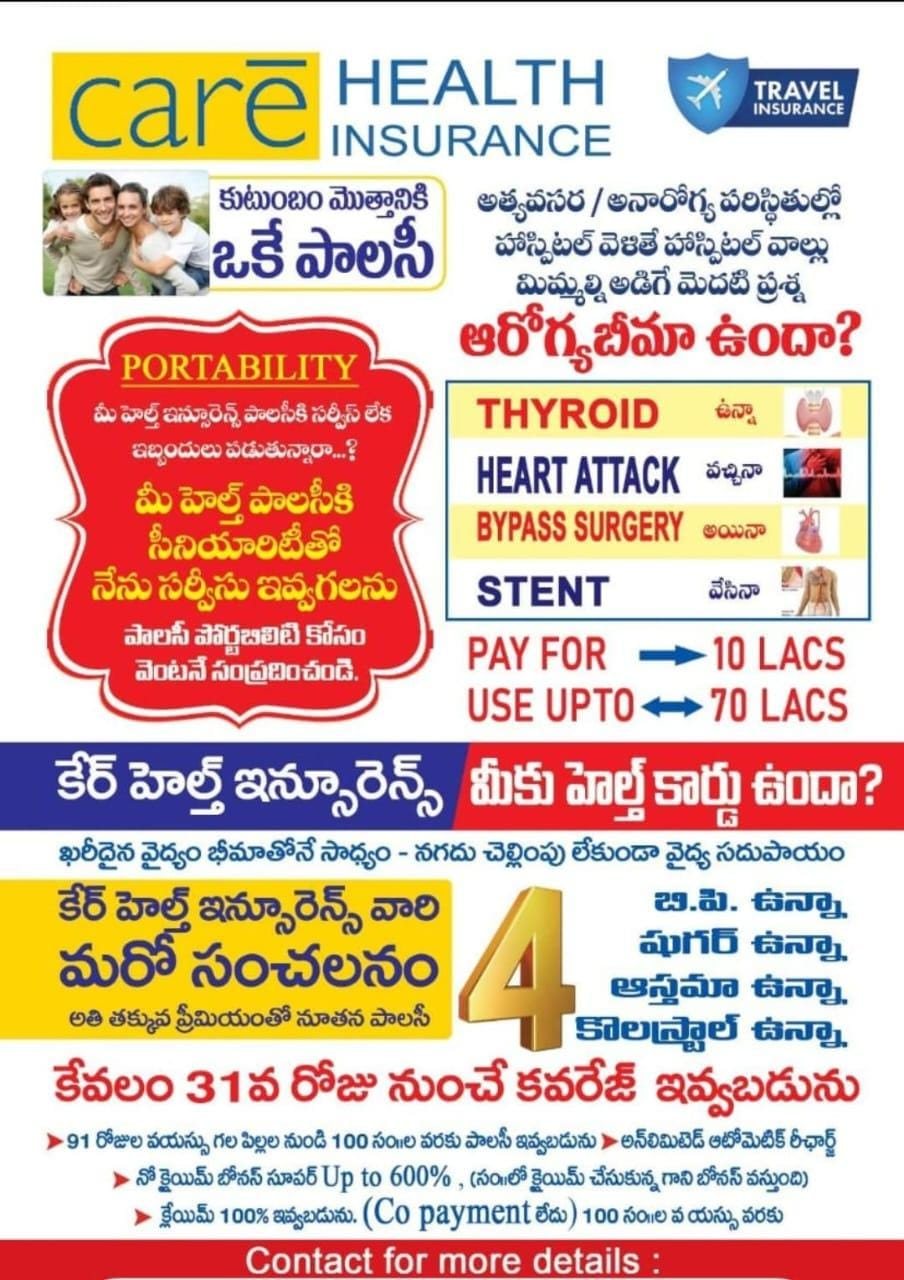 carē HEALTH INSURANCE
TRAVEL
INSURANCE
కుటుంబం మొత్తానికి
ఒకే పాలసీ
అత్యవసర / అనారోగ్య పరిస్థితుల్లో
హాస్పిటల్ వెళితే హాస్పిటల్ వాల్లు
మిమ్మల్ని అడిగే మెదటి ప్రశ్న
ఆరోగ్యబీమా ఉందా?
PORTABILITY
మీ హెల్త్ ఇన్సూరెన్స్ పాలసీకి సర్వీస్ లేక
ఇబ్బందులు పడుతున్నారా...?
మీ హెల్త్ పాలసీకి
సీనియారిటీతో
నేను సర్వీసు ఇవ్వగలను
పాలసీ పోర్టబిలిటి కోసం
వెంటనే సంప్రదించండి.
THYROID ఉన్నా
HEART ATTACK వచ్చినా
BYPASS SURGERY అయినా
STENT వేసినా
PAY FOR 10 LACS
USE UPTO 70 LACS
కేర్ హెల్త్ ఇన్సూరెన్స్ మీకు హెల్త్ కార్డు ఉందా?
ఖరీదైన వైద్యం భీమాతోనే సాధ్యం - నగదు చెల్లింపు లేకుండా వైద్య సదుపాయం
కేర్ హెల్త్ ఇన్సూరెన్స్ వారి
మరో సంచలనం
అతి తక్కువ ప్రీమియంతో నూతన పాలసీ
4
బి.పి. ఉన్నా
షుగర్ ఉన్నా
ఆస్తమా ఉన్నా
కొలస్ట్రాల్ ఉన్నా
కేవలం 31వ రోజు నుంచే కవరేజ్ ఇవ్వబడును
➤91 రోజుల వయస్సు గల పిల్లల నుండి 100 సం॥ల వరకు పాలసీ ఇవ్వబడును ➤అన్‌లిమిటెడ్ ఆటోమెటిక్ రీఛార్జ్
➤ నో క్లైయిమ్ బోనస్ సూపర్ Up to 600% , (సం॥లో క్లైయిమ్ చేసుకున్న గాని బోనస్ వస్తుంది)
➤ క్లేయిమ్ 100% ఇవ్వబడును. (Co payment లేదు) 100 సం॥ల వ యస్సు వరకు
Contact for more details :